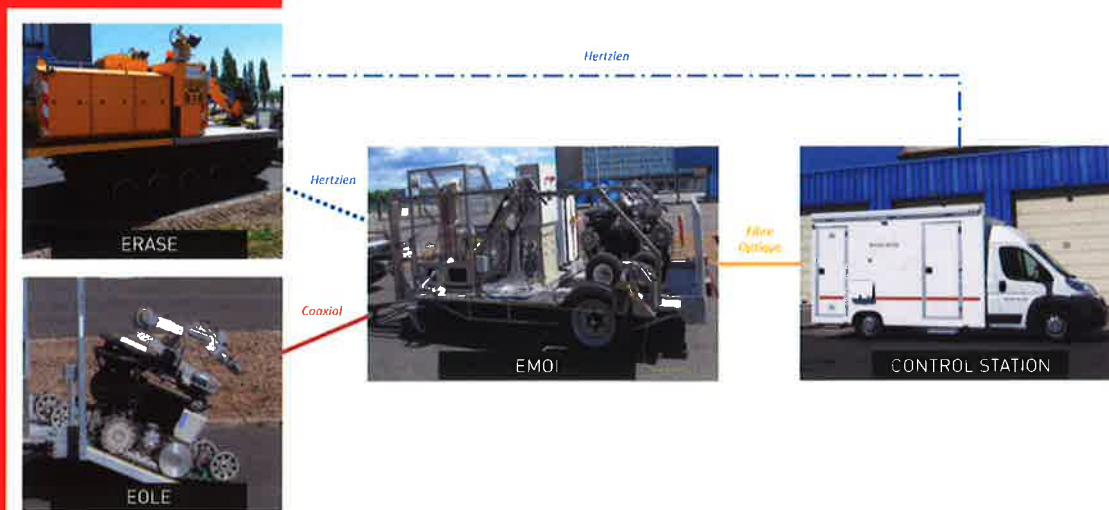 Hertzien
Hertzien
ERASE
Fibre
Optique
Coaxial
EMOI
CONTROL STATION
EOLE